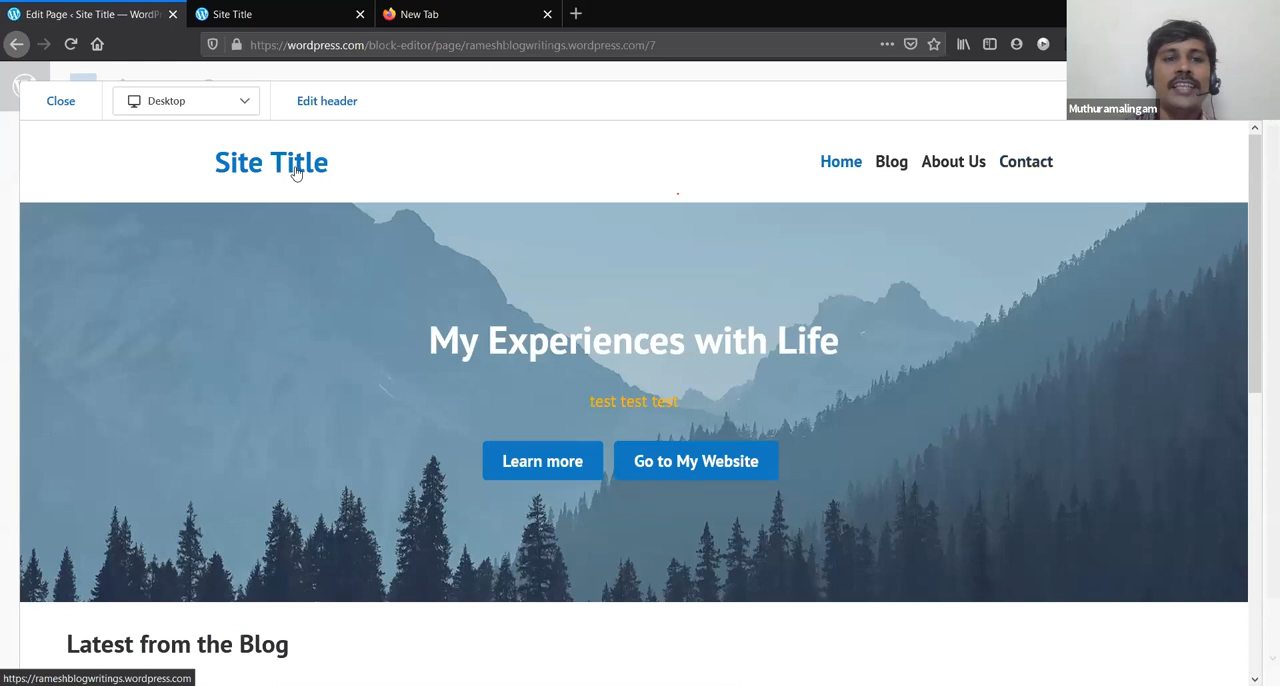 Edit Page ‹ Site Title — WordP
Site Title
New Tab
https://wordpress.com/block-editor/page/rameshblogwritings.wordpress.com/7
Muthuramalingam
Close
Desktop
Edit header
Site Title
Home
Blog
About Us
Contact
My Experiences with Life
test test test
Learn more
Go to My Website
Latest from the Blog
https://rameshblogwritings.wordpress.com